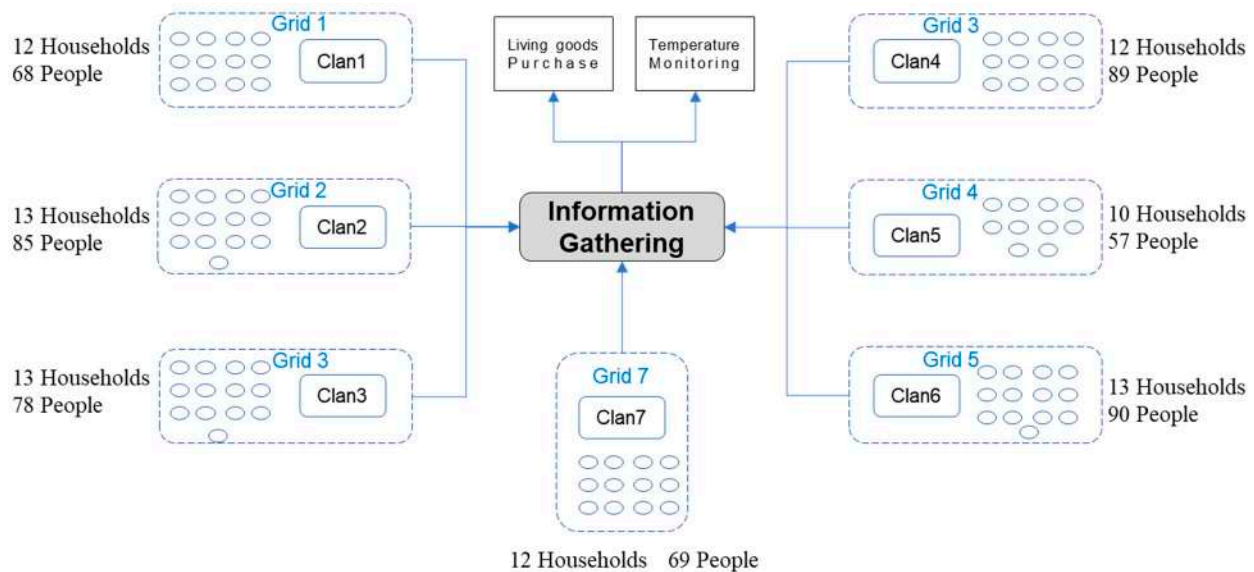 Grid 1
12 Households
68 People
Clan1
Living goods
Purchase
Temperature
Monitoring
Grid 3
Clan4
12 Households
89 People
Grid 2
13 Households
85 People
Clan2
Information
Gathering
Grid 4
Clan5
10 Households
57 People
Grid 3
13 Households
78 People
Clan3
Grid 7
Clan7
Grid 5
Clan6
13 Households
90 People
12 Households 69 People